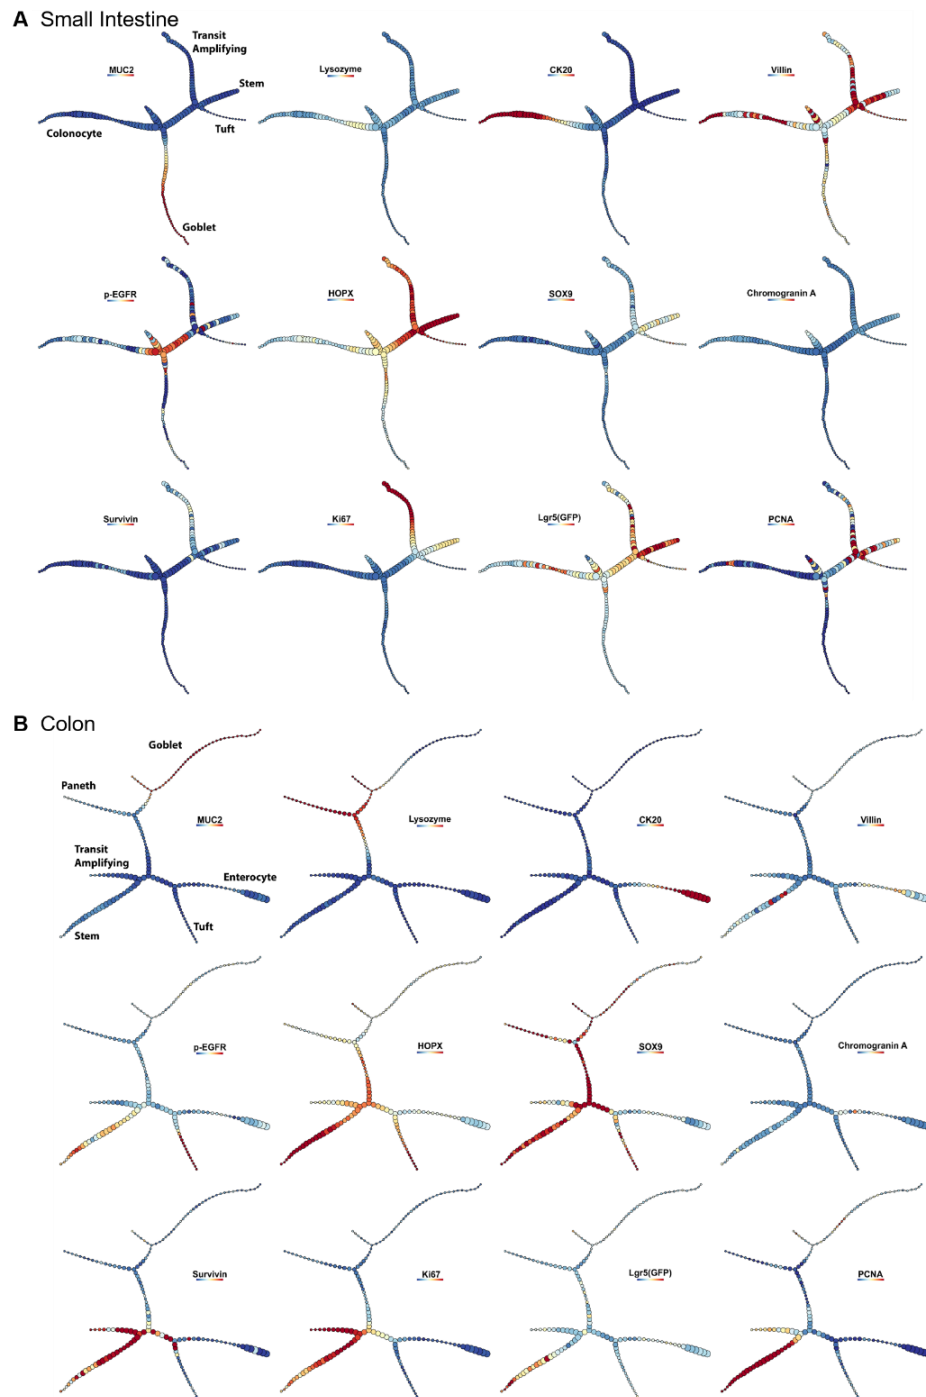 A Small Intestine
Transit
Amplifying
MUC2
Stem
Colonocyte
Tuft
Goblet
Lysozyme
CK20
Villin
p-EGFR
HOPX
SOX9
Chromogranin A
Survivin
Ki67
Lgr5(GFP)
PCNA
B Colon
Goblet
Paneth
MUC2
Transit
Amplifying
Enterocyte
Stem
Tuft
Lysozyme
CK20
Villin
p-EGFR
HOPX
SOX9
Chromogranin A
Survivin
Ki67
Lgr5(GFP)
PCNA